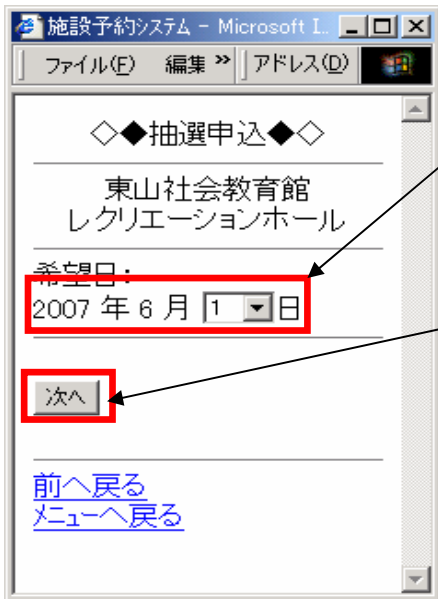 施設予約システム - Microsoft I..
ファイル(F) 編集 » アドレス(D)
◇◆抽選申込◆◇
東山社会教育館
レクリエーションホール
希望日:
2007 年 6 月 1 日
次へ
前へ戻る
メニューへ戻る